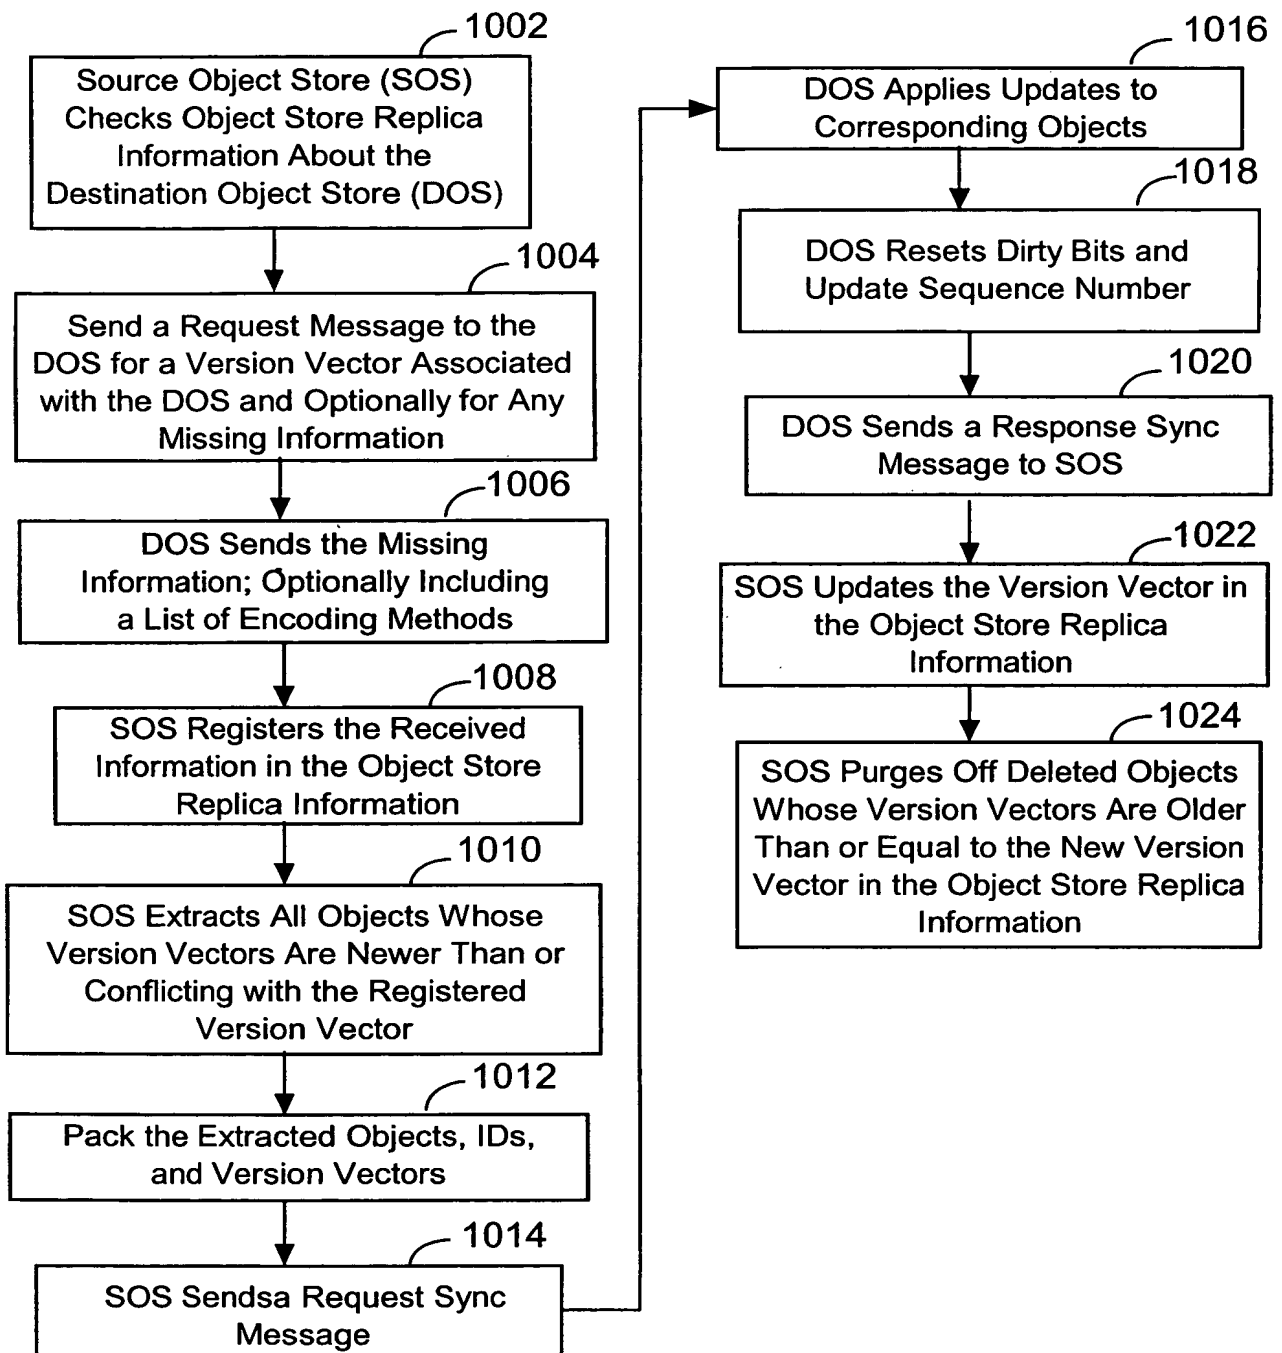 1002
Source Object Store (SOS)
Checks Object Store Replica
Information About the
Destination Object Store (DOS)
1004
Send a Request Message to the
DOS for a Version Vector Associated
with the DOS and Optionally for Any
Missing Information
1006
DOS Sends the Missing
Information; Optionally Including
a List of Encoding Methods
1008
SOS Registers the Received
Information in the Object Store
Replica Information
1010
SOS Extracts All Objects Whose
Version Vectors Are Newer Than or
Conflicting with the Registered
Version Vector
1012
Pack the Extracted Objects, IDs,
and Version Vectors
1014
SOS Sendsa Request Sync
Message
1016
DOS Applies Updates to
Corresponding Objects
1018
DOS Resets Dirty Bits and
Update Sequence Number
1020
DOS Sends a Response Sync
Message to SOS
1022
SOS Updates the Version Vector in
the Object Store Replica
Information
1024
SOS Purges Off Deleted Objects
Whose Version Vectors Are Older
Than or Equal to the New Version
Vector in the Object Store Replica
Information